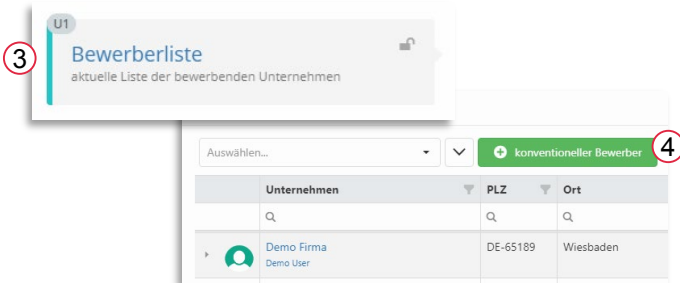 U1
3
Bewerberliste
aktuelle Liste der bewerbenden Unternehmen
Auswählen...
konventioneller Bewerber
4
Unternehmen PLZ Ort
Demo Firma DE-65189 Wiesbaden
Demo User